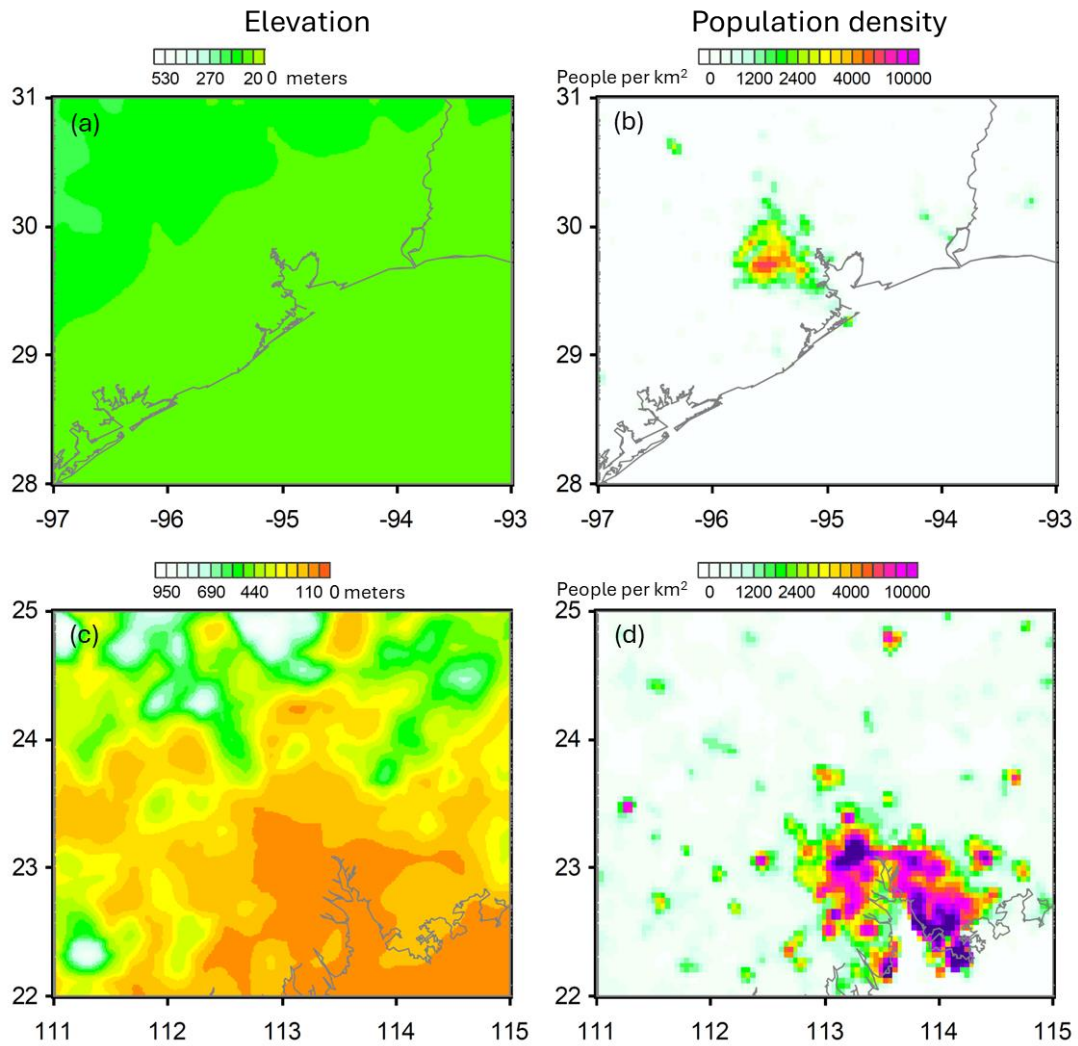 Elevation Population density
530 270 20 0 meters People per km² 0 1200 2400 4000 10000
31 (a) 31 (b)
30 30
29 29
28 28
-97 -96 -95 -94 -93 -97 -96 -95 -94 -93
950 690 440 110 0 meters People per km² 0 1200 2400 4000 10000
25 (c) 25 (d)
24 24
23 23
22 22
111 112 113 114 115 111 112 113 114 115